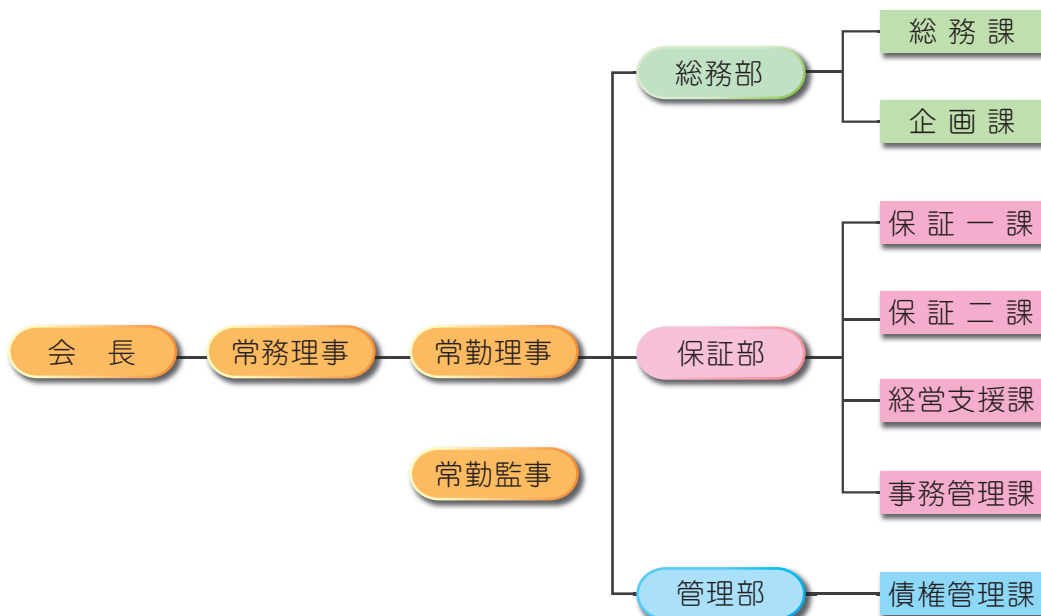 会長
常務理事
常勤理事
常勤監事
総務部
総務課
企画課
保証部
保証一課
保証二課
経営支援課
事務管理課
管理部
債権管理課